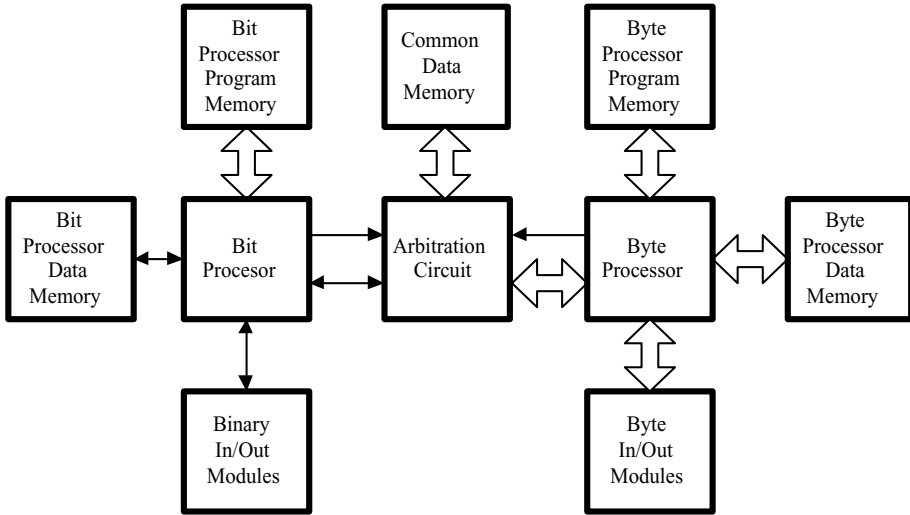 Bit
Processor
Program
Memory
Common
Data
Memory
Byte
Processor
Program
Memory
Bit
Processor
Data
Memory
Bit
Procesor
Arbitration
Circuit
Byte
Processor
Byte
Processor
Data
Memory
Binary
In/Out
Modules
Byte
In/Out
Modules